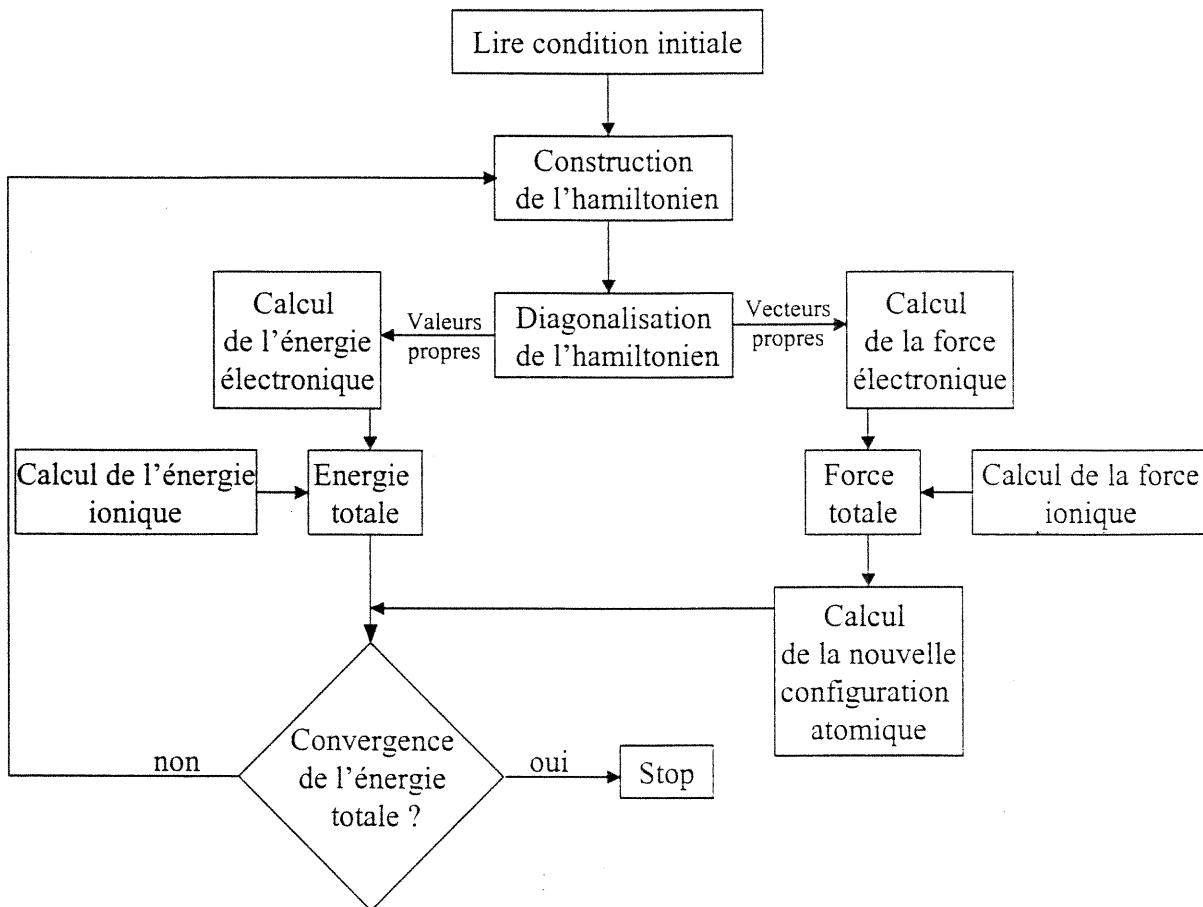 Lire condition initiale
Construction
de l'hamiltonien
Calcul
de l'énergie
électronique
Valeurs
propres
Diagonalisation
de l'hamiltonien
Vecteurs
propres
Calcul
de la force
électronique
Calcul de l'énergie
ionique
Energie
totale
Force
totale
Calcul de la force
ionique
Calcul
de la nouvelle
configuration
atomique
non
Convergence
de l'énergie
totale ?
oui
Stop